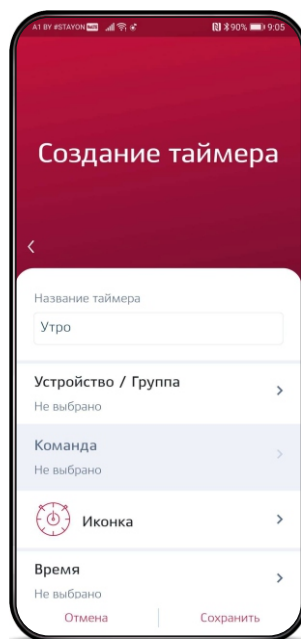 A1 BY #STAYON
90% 9:05
Создание таймера
Название таймера
Утро
Устройство / Группа
Не выбрано
Команда
Не выбрано
Иконка
Время
Не выбрано
Отмена Сохранить